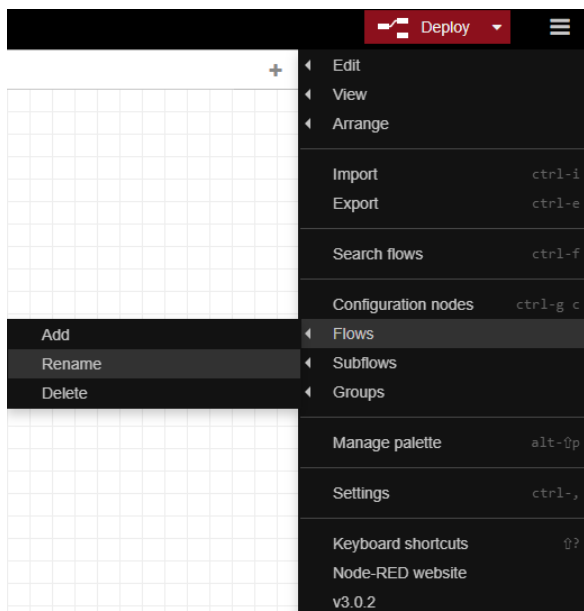 Deploy
+
Edit
View
Arrange
Import ctrl-i
Export ctrl-e
Search flows ctrl-f
Configuration nodes ctrl-g c
Flows
Add
Rename
Delete
Subflows
Groups
Manage palette alt-⇧p
Settings ctrl-,
Keyboard shortcuts ⇧?
Node-RED website
v3.0.2